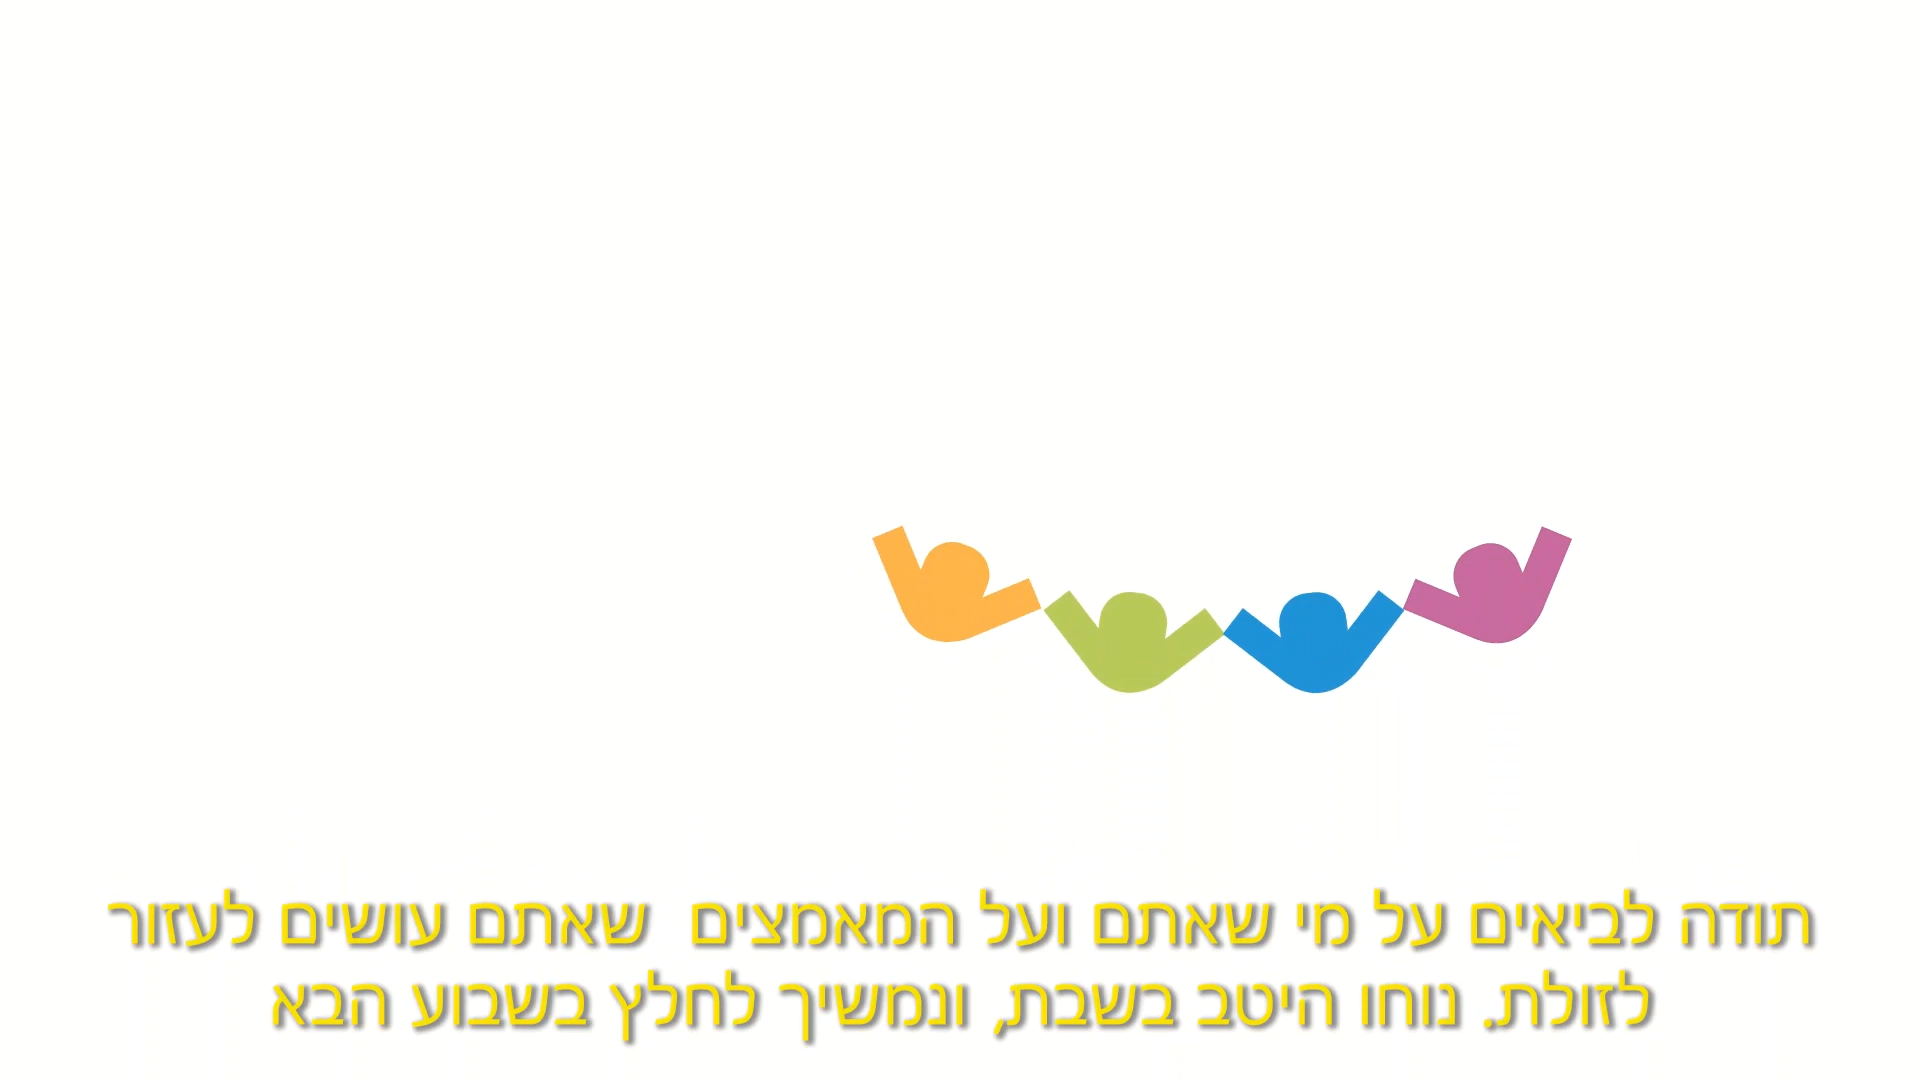 תודה לביאים על מי שאתם ועל המאמצים שאתם עושים לעזור
לזולת. נוחו היטב בשבת, ונמשיך לחלץ בשבוע הבא